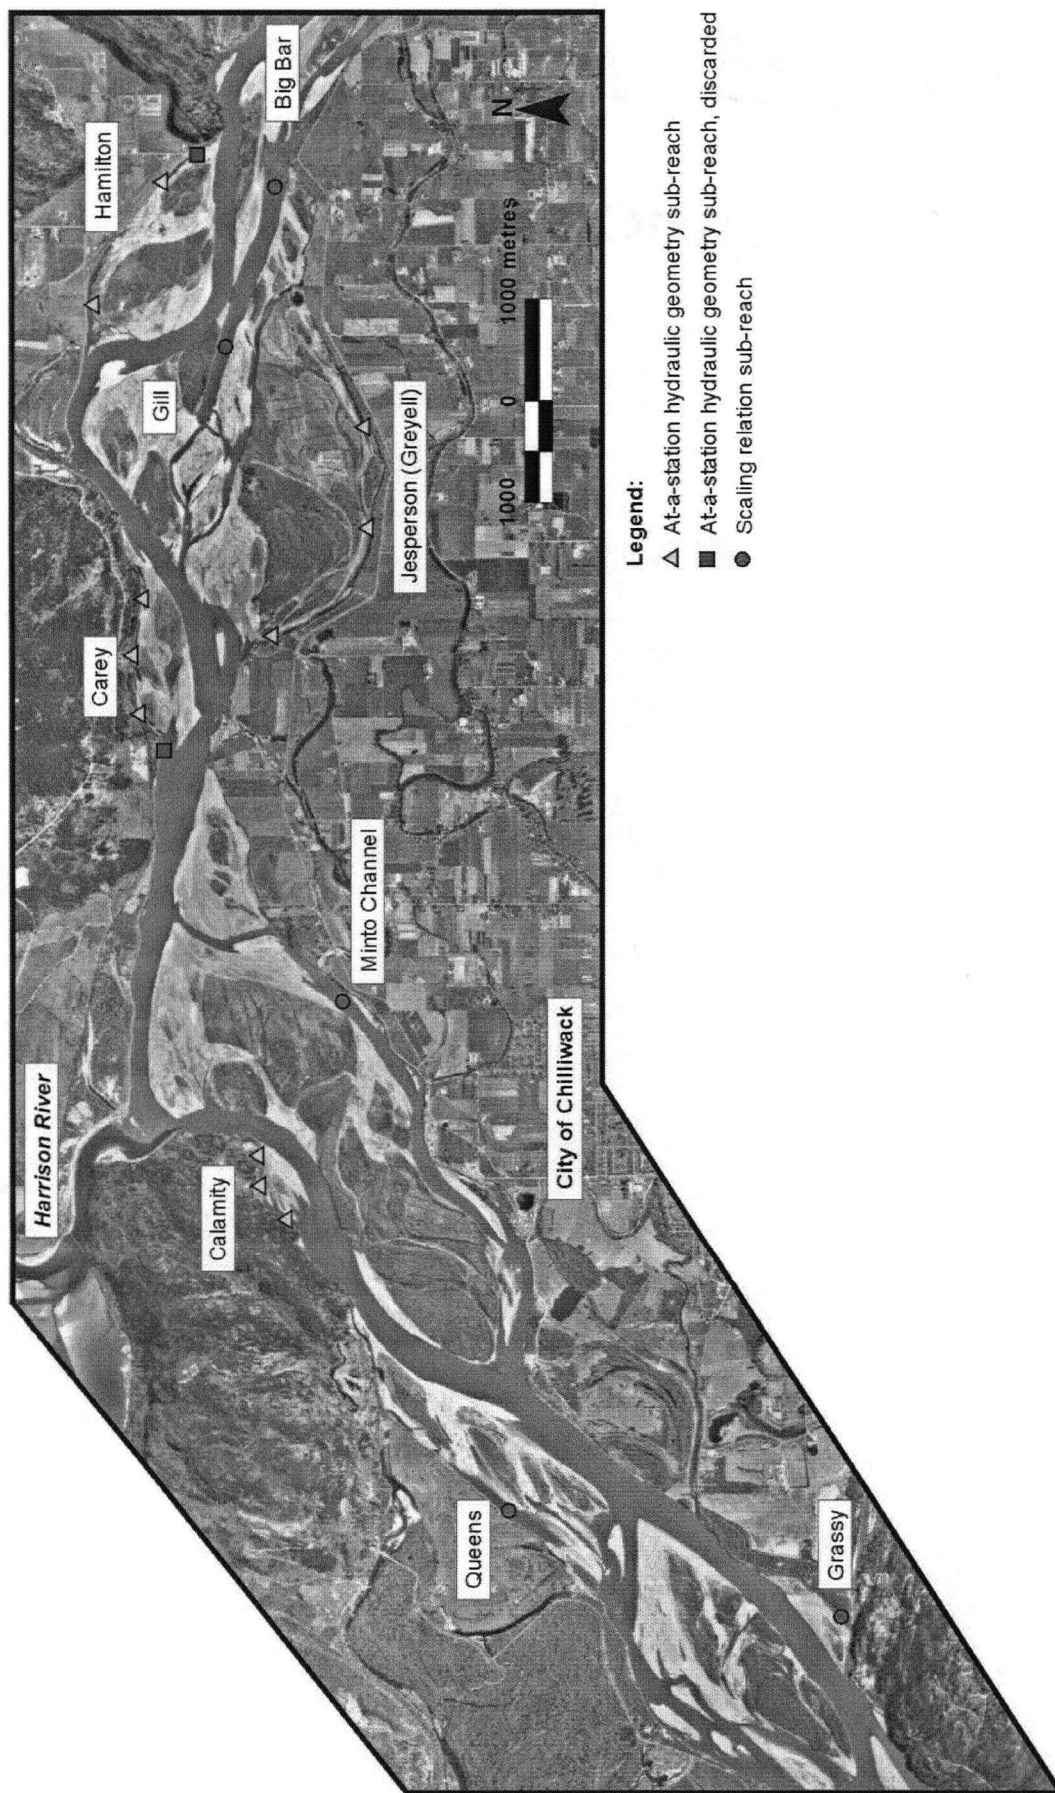 Harrison River
Hamilton
Big Bar
Gill
Carey
Jesperson (Greyell)
Calamity
Minto Channel
City of Chilliwack
Queens
Grassy
N
1000 0 1000 metres
Legend:
At-a-station hydraulic geometry sub-reach
At-a-station hydraulic geometry sub-reach, discarded
Scaling relation sub-reach